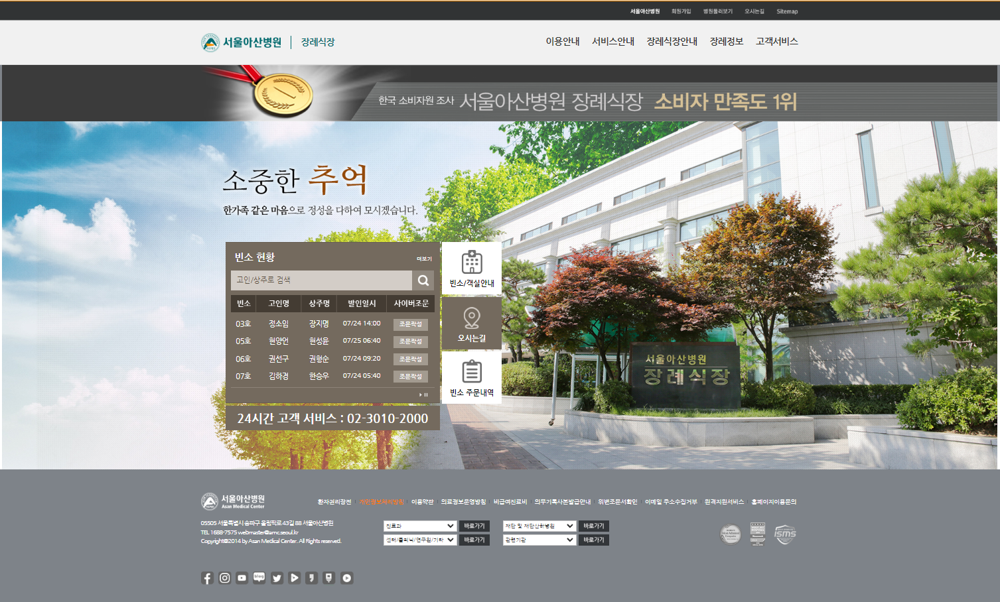 서울아산병원 회원가입 병원둘러보기 오시는길 Sitemap
서울아산병원 장례식장
이용안내 서비스안내 장례식장안내 장례정보 고객서비스
한국 소비자원 조사 서울아산병원 장례식장 소비자 만족도 1위
소중한 추억
한가족 같은 마음으로 정성을 다하여 모시겠습니다.
빈소 현황 더보기
고인/상주로 검색
빈소 고인명 상주명 발인일시 사이버조문
03호 정소임 장지명 07/24 14:00 조문작성
05호 현양언 현성윤 07/25 06:40 조문작성
06호 권선구 권형순 07/24 09:20 조문작성
07호 김하경 한승우 07/24 05:40 조문작성
24시간 고객 서비스 : 02-3010-2000
빈소/객실안내
오시는길
빈소 주문내역
서울아산병원
장례식장
서울아산병원
Asan Medical Center
환자권리장전 개인정보처리방침 이용약관 의료정보운영방침 비급여진료비 의무기록사본발급안내 위변조문서확인 이메일 주소수집거부 원격지원서비스 홈페이지이용문의
05505 서울특별시 송파구 올림픽로 43길 88 서울아산병원
TEL 1688-7575 webmaster@amc.seoul.kr
Copyright@2014 by Asan Medical Center. All Rights reserved.
진료과 바로가기 재단 및 재단산하병원 바로가기
센터/클리닉/연구원/기타 바로가기 관련기관 바로가기
isms
blog